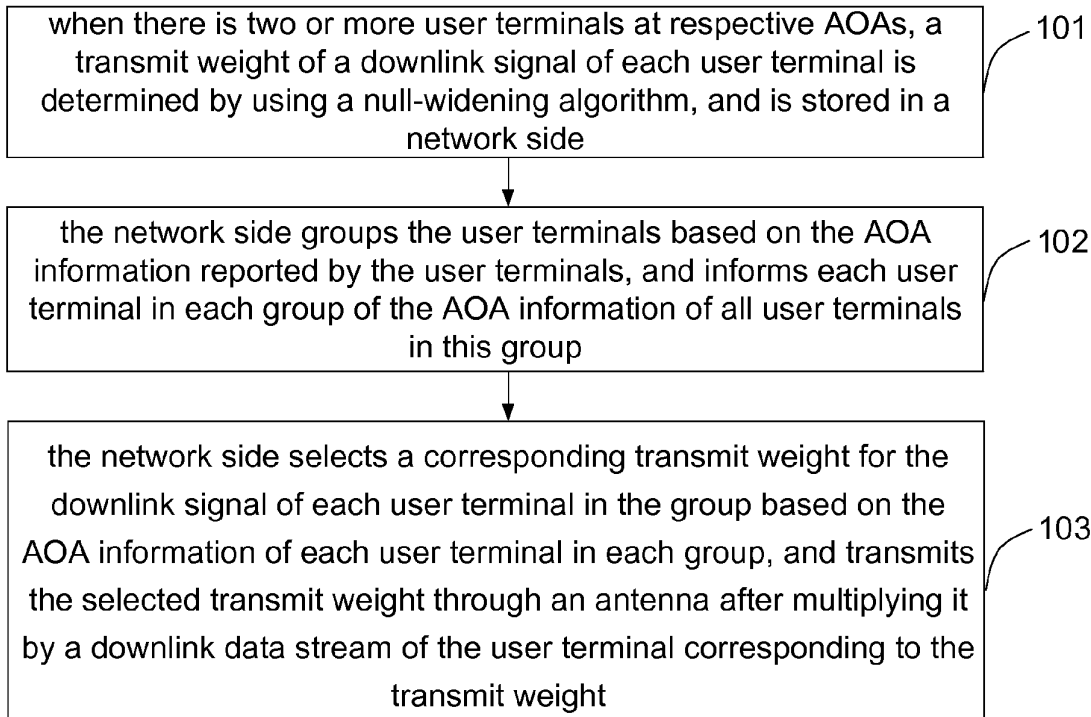 when there is two or more user terminals at respective AOAs, a
transmit weight of a downlink signal of each user terminal is
determined by using a null-widening algorithm, and is stored in a
network side
101
the network side groups the user terminals based on the AOA
information reported by the user terminals, and informs each user
terminal in each group of the AOA information of all user terminals
in this group
102
the network side selects a corresponding transmit weight for the
downlink signal of each user terminal in the group based on the
AOA information of each user terminal in each group, and transmits
the selected transmit weight through an antenna after multiplying it
by a downlink data stream of the user terminal corresponding to the
transmit weight
103